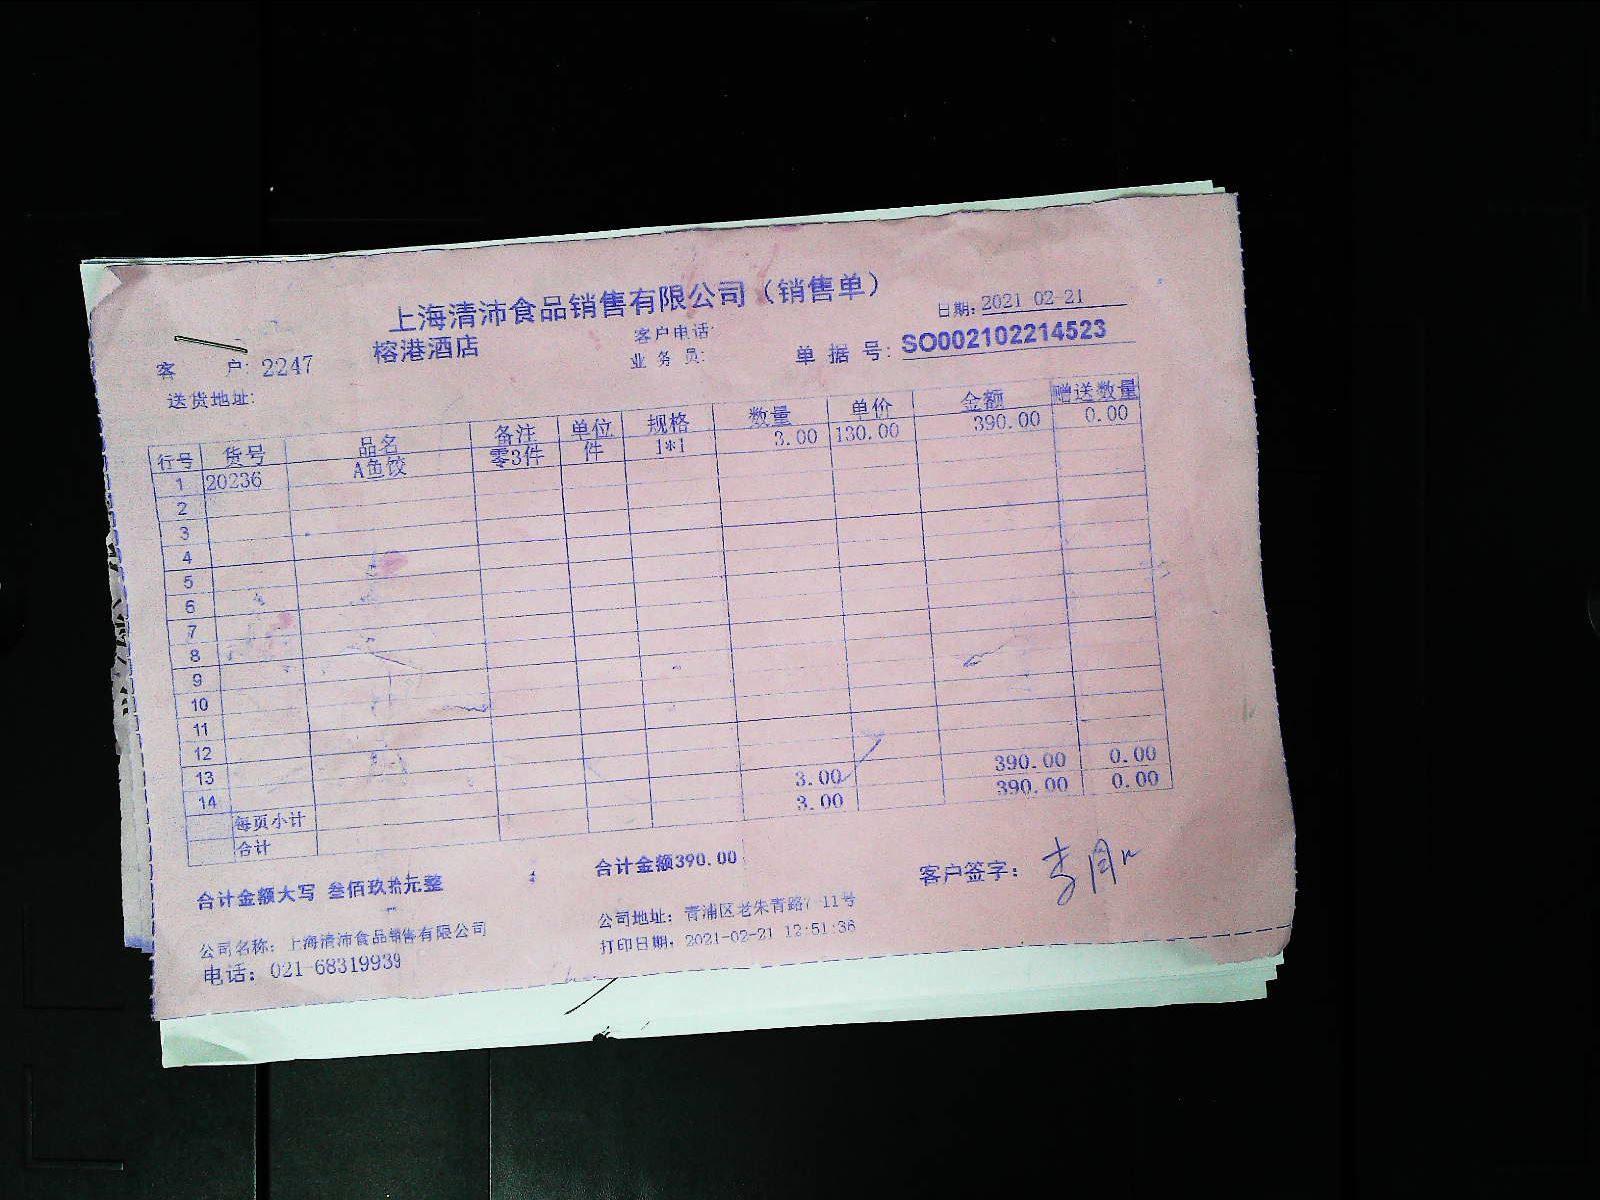 上海清沛食品销售有限公司（销售单）
日期: 2021-02-21
客 户: 2247 榕港酒店 客户电话:
业 务 员: 单 据 号: SO002102214523
送货地址:
行号 货号 品名 备注 单位 规格 数量 单价 金额 赠送数量
1 20236 A鱼饺 零3件 件 1*1 3.00 130.00 390.00 0.00
2
3
4
5
6
7
8
9
10
11
12
13
14
每页小计 3.00 390.00 0.00
合计 3.00 390.00 0.00
合计金额大写 叁佰玖拾元整 合计金额390.00 客户签字:
公司名称: 上海清沛食品销售有限公司 公司地址: 青浦区老朱青路
电话: 021-68319939 打印日期: 2021-02-21 12:51:36